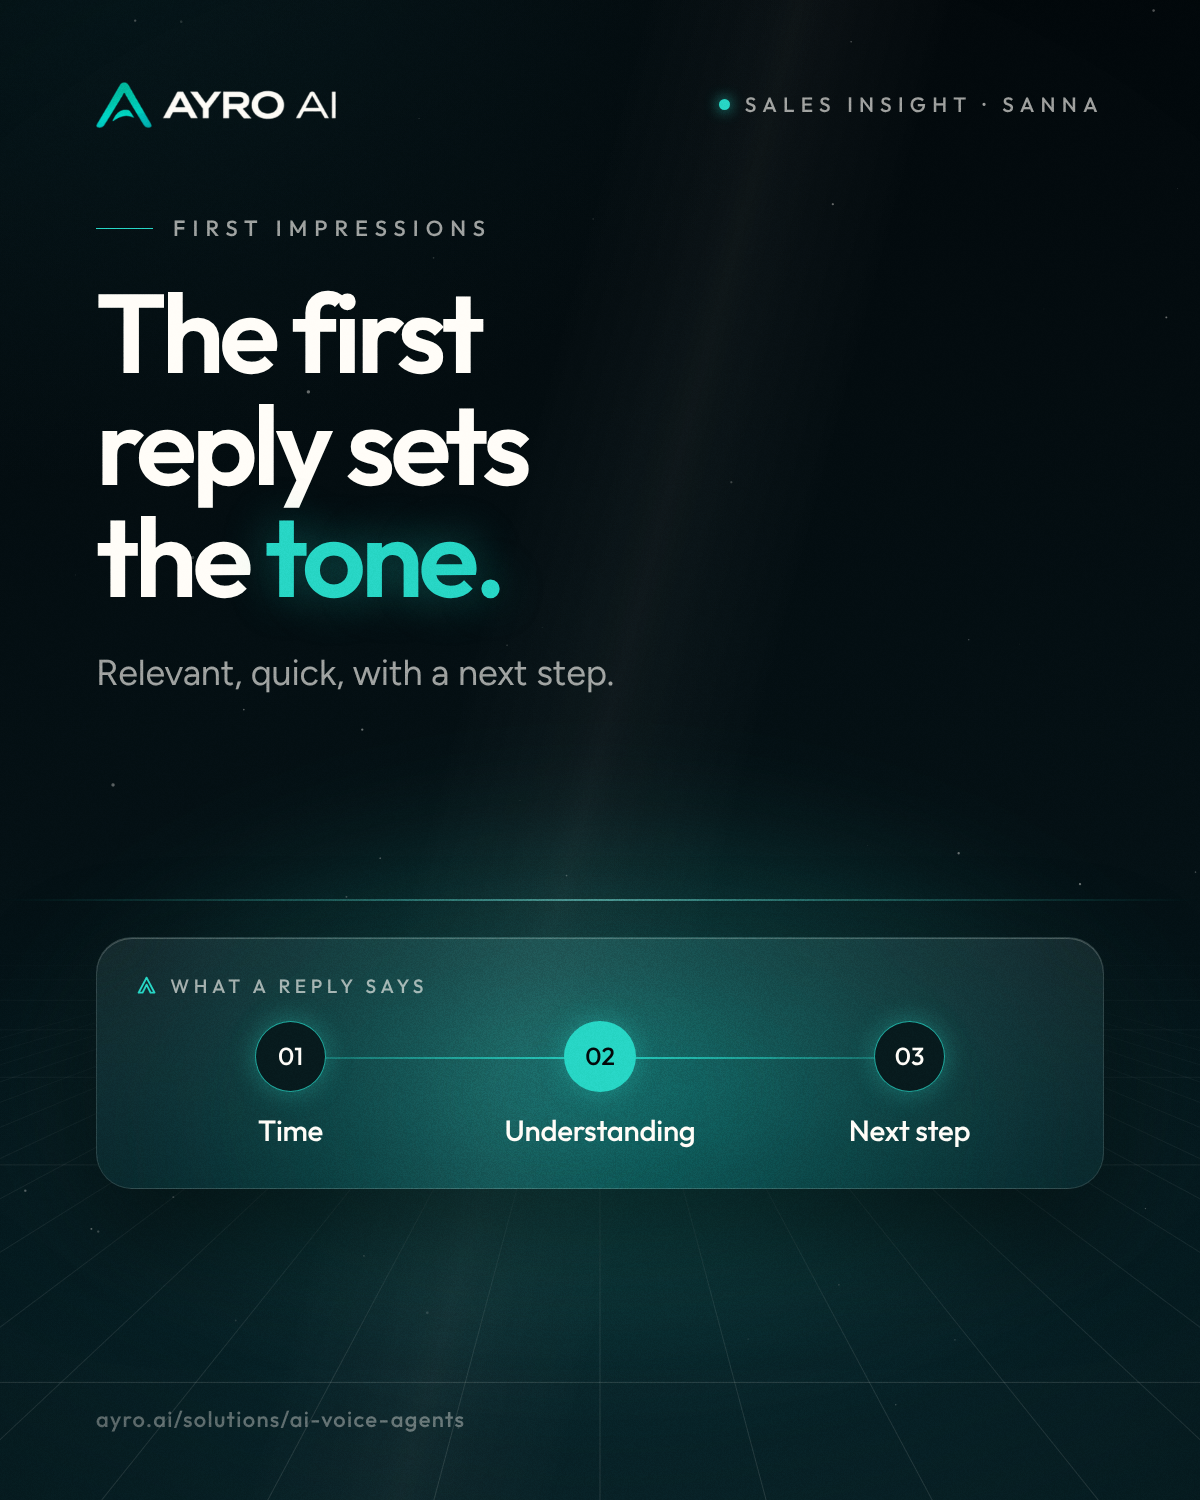 AYRO AI
SALES INSIGHT · SANNA
FIRST IMPRESSIONS
The first
reply sets
the tone.
Relevant, quick, with a next step.
WHAT A REPLY SAYS
01
02
03
Time
Understanding
Next step
ayro.ai/solutions/ai-voice-agents